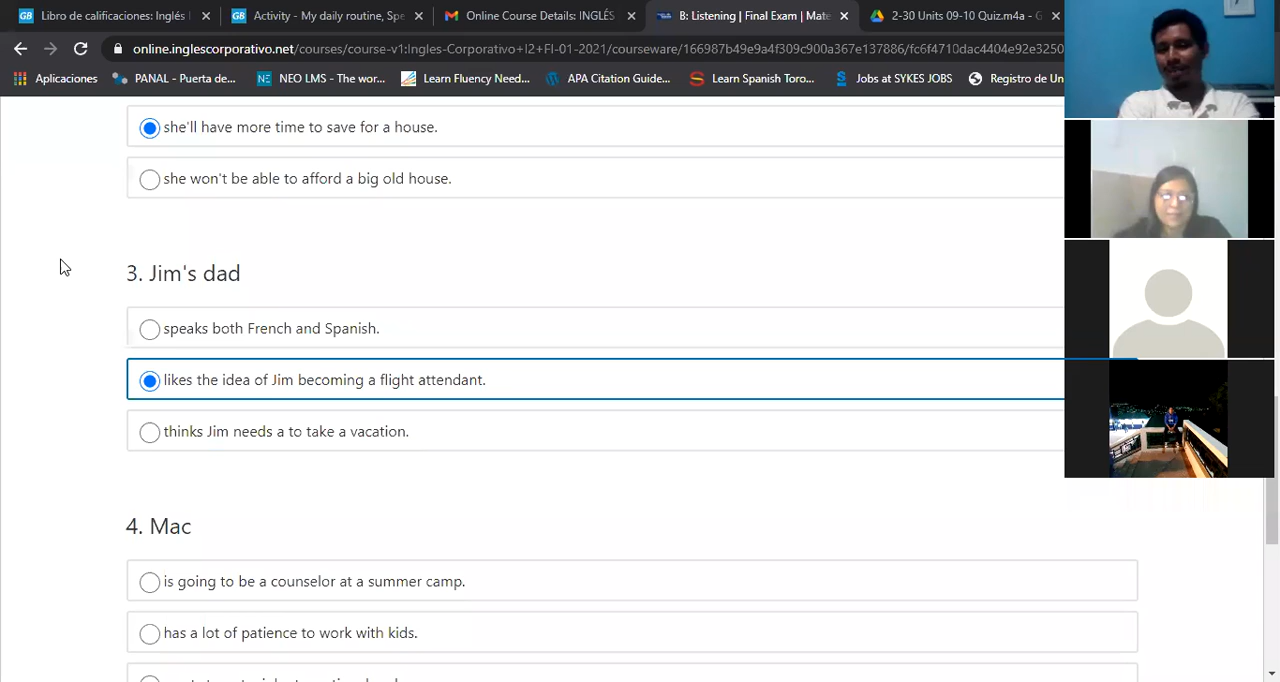 Libro de calificaciones: Inglés I
Activity - My daily routine, Spe
Online Course Details: INGLÉS
B: Listening | Final Exam | Mate
2-30 Units 09-10 Quiz.m4a - G
online.inglescorporativo.net/courses/course-v1:Ingles-Corporativo+I2+FI-01-2021/courseware/166987b49e9a4f309c900a367e137886/fc6f4710dac4404e92e3250
Aplicaciones
PANAL - Puerta de...
NEO LMS - The wor...
Learn Fluency Need...
APA Citation Guide...
Learn Spanish Toro...
Jobs at SYKES JOBS
Registro de Un
she'll have more time to save for a house.
she won't be able to afford a big old house.
3. Jim's dad
speaks both French and Spanish.
likes the idea of Jim becoming a flight attendant.
thinks Jim needs a to take a vacation.
4. Mac
is going to be a counselor at a summer camp.
has a lot of patience to work with kids.